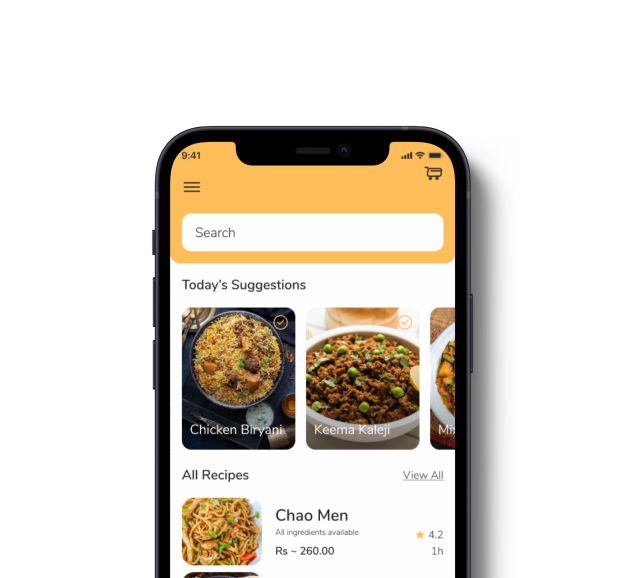 9:41
Search
Today's Suggestions
Chicken Biryani
Keema Kaleji
All Recipes
View All
Chao Men
All ingredients available
4.2
Rs ~ 260.00
1h